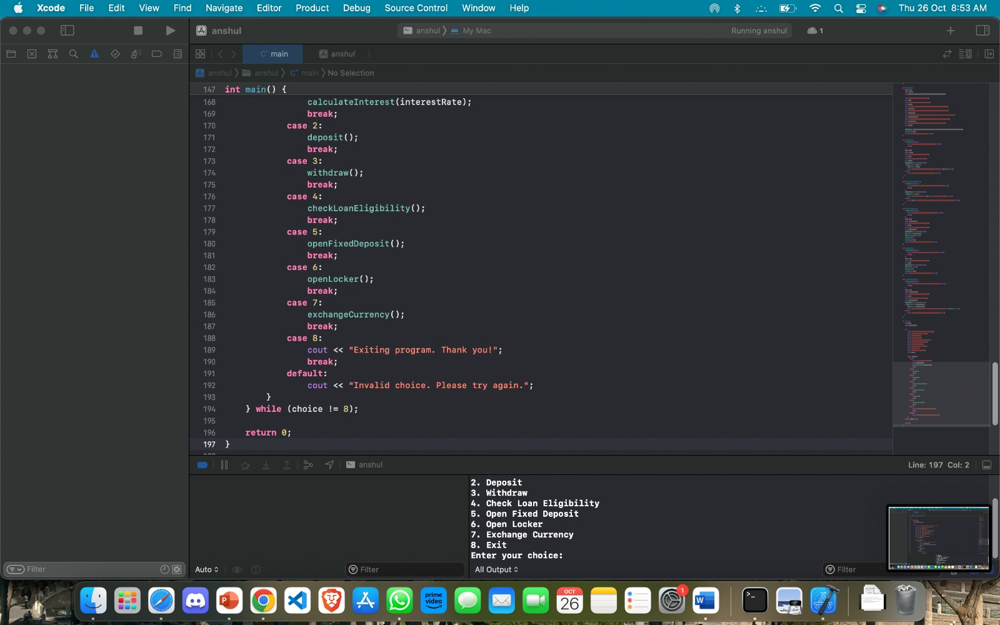 Xcode File Edit View Find Navigate Editor Product Debug Source Control Window Help Thu 26 Oct 8:53 AM
anshul anshul 〉 My Mac Running anshul 1
C⁺ main anshul
anshul 〉 anshul 〉 C⁺ main 〉 No Selection
147 int main() {
168 calculateInterest(interestRate);
169 break;
170 case 2:
171 deposit();
172 break;
173 case 3:
174 withdraw();
175 break;
176 case 4:
177 checkLoanEligibility();
178 break;
179 case 5:
180 openFixedDeposit();
181 break;
182 case 6:
183 openLocker();
184 break;
185 case 7:
186 exchangeCurrency();
187 break;
188 case 8:
189 cout << "Exiting program. Thank you!";
190 break;
191 default:
192 cout << "Invalid choice. Please try again.";
193 }
194 } while (choice != 8);
195
196 return 0;
197 }
anshul Line: 197 Col: 2
2. Deposit
3. Withdraw
4. Check Loan Eligibility
5. Open Fixed Deposit
6. Open Locker
7. Exchange Currency
8. Exit
Enter your choice:
Filter Auto Filter All Output Filter
P prime video OCT 26 1 W >_